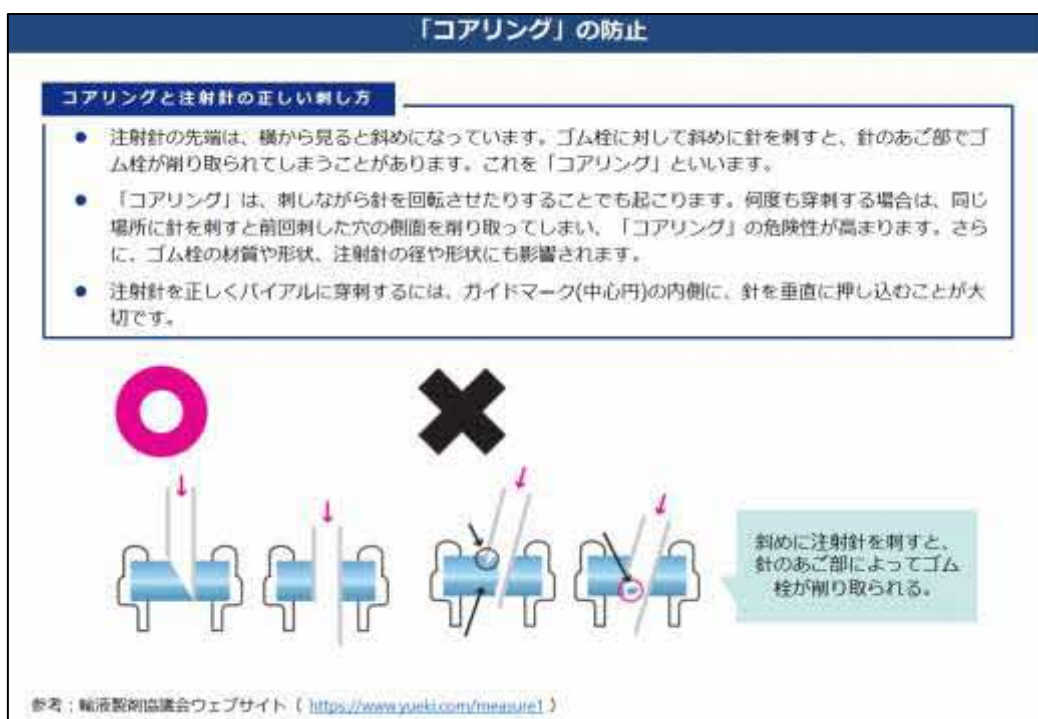 「コアリング」の防止
コアリングと注射針の正しい刺し方
● 注射針の先端は、横から見ると斜めになっています。ゴム栓に対して斜めに針を刺すと、針のあご部でゴ
ム栓が削り取られてしまうことがあります。これを「コアリング」といいます。
● 「コアリング」は、刺しながら針を回転させたりすることでも起こります。何度も穿刺する場合は、同じ
場所に針を刺すと前回刺した穴の側面を削り取ってしまい、「コアリング」の危険性が高まります。さら
に、ゴム栓の材質や形状、注射針の径や形状にも影響されます。
● 注射針を正しくバイアルに穿刺するには、ガイドマーク(中心円)の内側に、針を垂直に押し込むことが大
切です。
斜めに注射針を刺すと、
針のあご部によってゴム
栓が削り取られる。
参考：輸液製剤協議会ウェブサイト（ https://www.yueki.com/measure1 ）